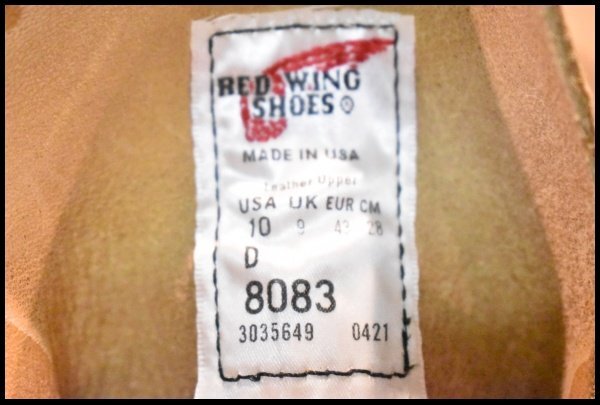 RED WING
SHOES ®
MADE IN USA
Leather Upper
USA UK EUR CM
10 9 43 28
D
8083
3035649 0421